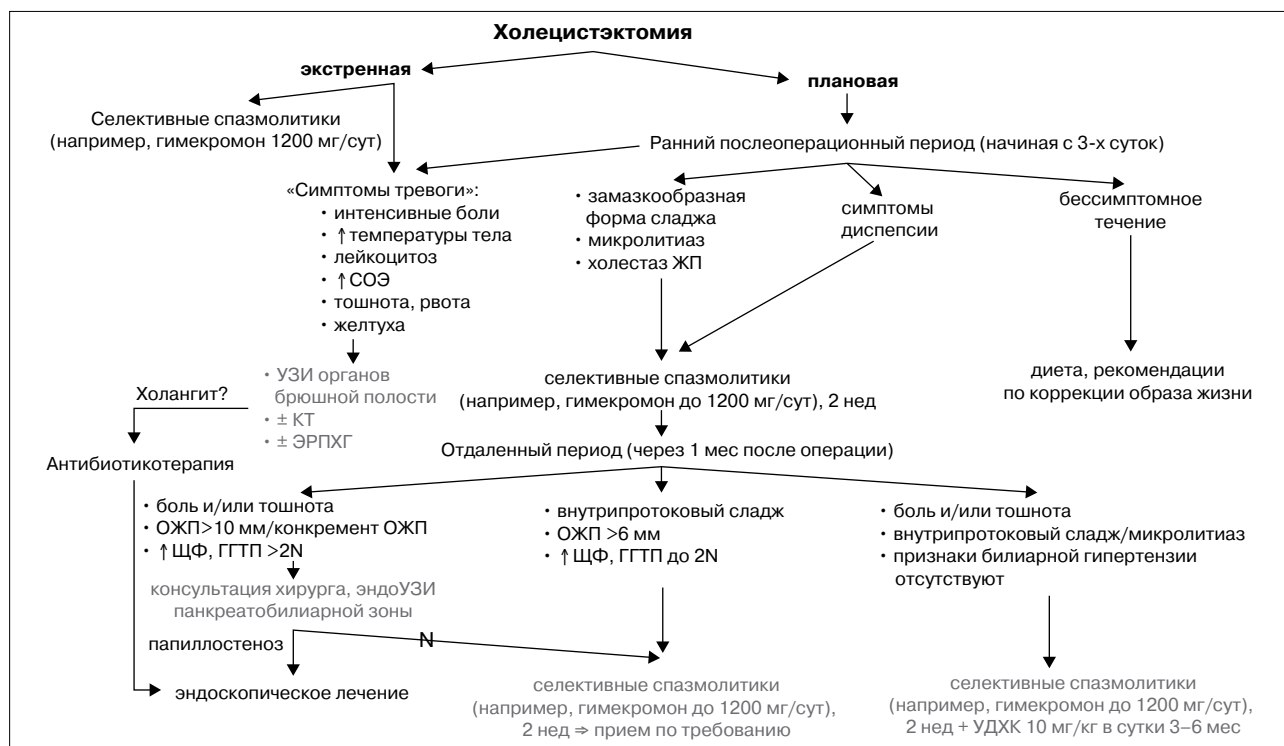 Холецистэктомия
экстренная
плановая
Селективные спазмолитики
(например, гимекромон 1200 мг/сут)
Ранний послеоперационный период (начиная с 3-х суток)
«Симптомы тревоги»:
• интенсивные боли
• ↑температуры тела
• лейкоцитоз
• ↑СОЭ
• тошнота, рвота
• желтуха
• замазкообразная
форма сладжа
• микролитиаз
• холестаз ЖП
симптомы
диспепсии
бессимптомное
течение
Холангит?
• УЗИ органов
брюшной полости
• ± КТ
• ± ЭРПХГ
селективные спазмолитики
(например, гимекромон до 1200 мг/сут), 2 нед
диета, рекомендации
по коррекции образа жизни
Антибиотикотерапия
Отдаленный период (через 1 мес после операции)
• боль и/или тошнота
• ОЖП>10 мм/конкремент ОЖП
• ↑ЩФ, ГГТП >2N
• внутрипротоковый сладж
• ОЖП >6 мм
• ↑ЩФ, ГГТП до 2N
• боль и/или тошнота
• внутрипротоковый сладж/микролитиаз
• признаки билиарной гипертензии
отсутствуют
консультация хирурга, эндоУЗИ
панкреатобилиарной зоны
папиллостеноз
N
эндоскопическое лечение
селективные спазмолитики
(например, гимекромон до 1200 мг/сут),
2 нед ⇒ прием по требованию
селективные спазмолитики
(например, гимекромон до 1200 мг/сут),
2 нед + УДХК 10 мг/кг в сутки 3–6 мес